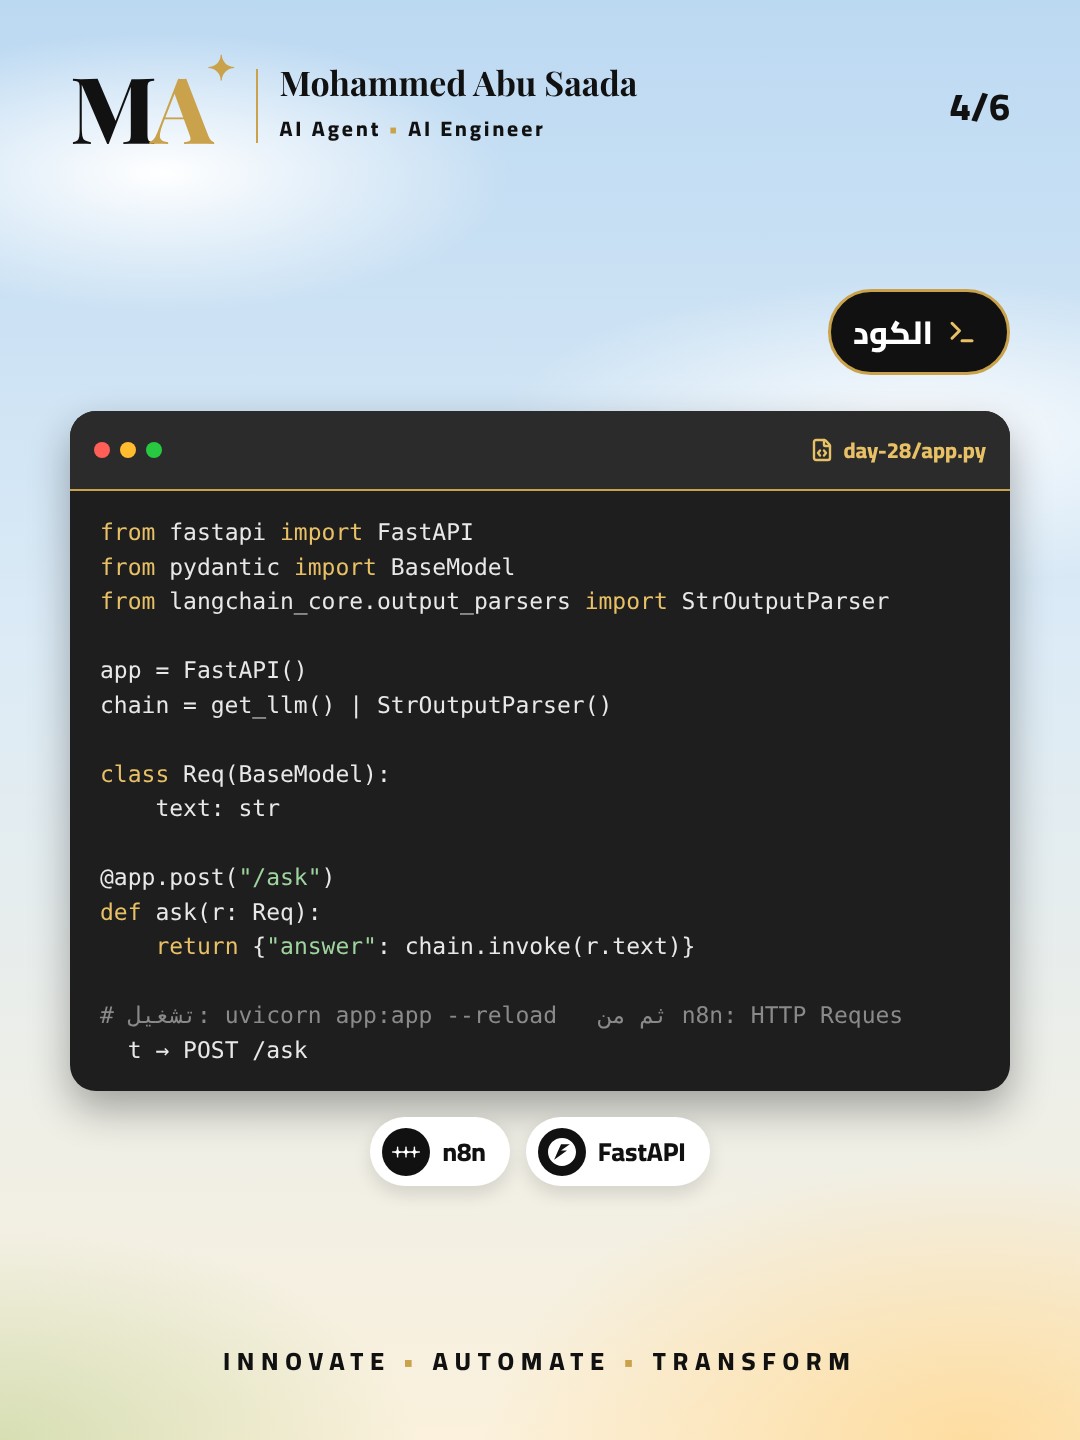 MA
Mohammed Abu Saada
AI Agent ▪ AI Engineer
4/6
الكود
day-28/app.py
from fastapi import FastAPI
from pydantic import BaseModel
from langchain_core.output_parsers import StrOutputParser
app = FastAPI()
chain = get_llm() | StrOutputParser()
class Req(BaseModel):
    text: str
@app.post("/ask")
def ask(r: Req):
    return {"answer": chain.invoke(r.text)}
# تشغيل: uvicorn app:app --reload   ثم من n8n: HTTP Reques
  t → POST /ask
n8n
FastAPI
INNOVATE ▪ AUTOMATE ▪ TRANSFORM